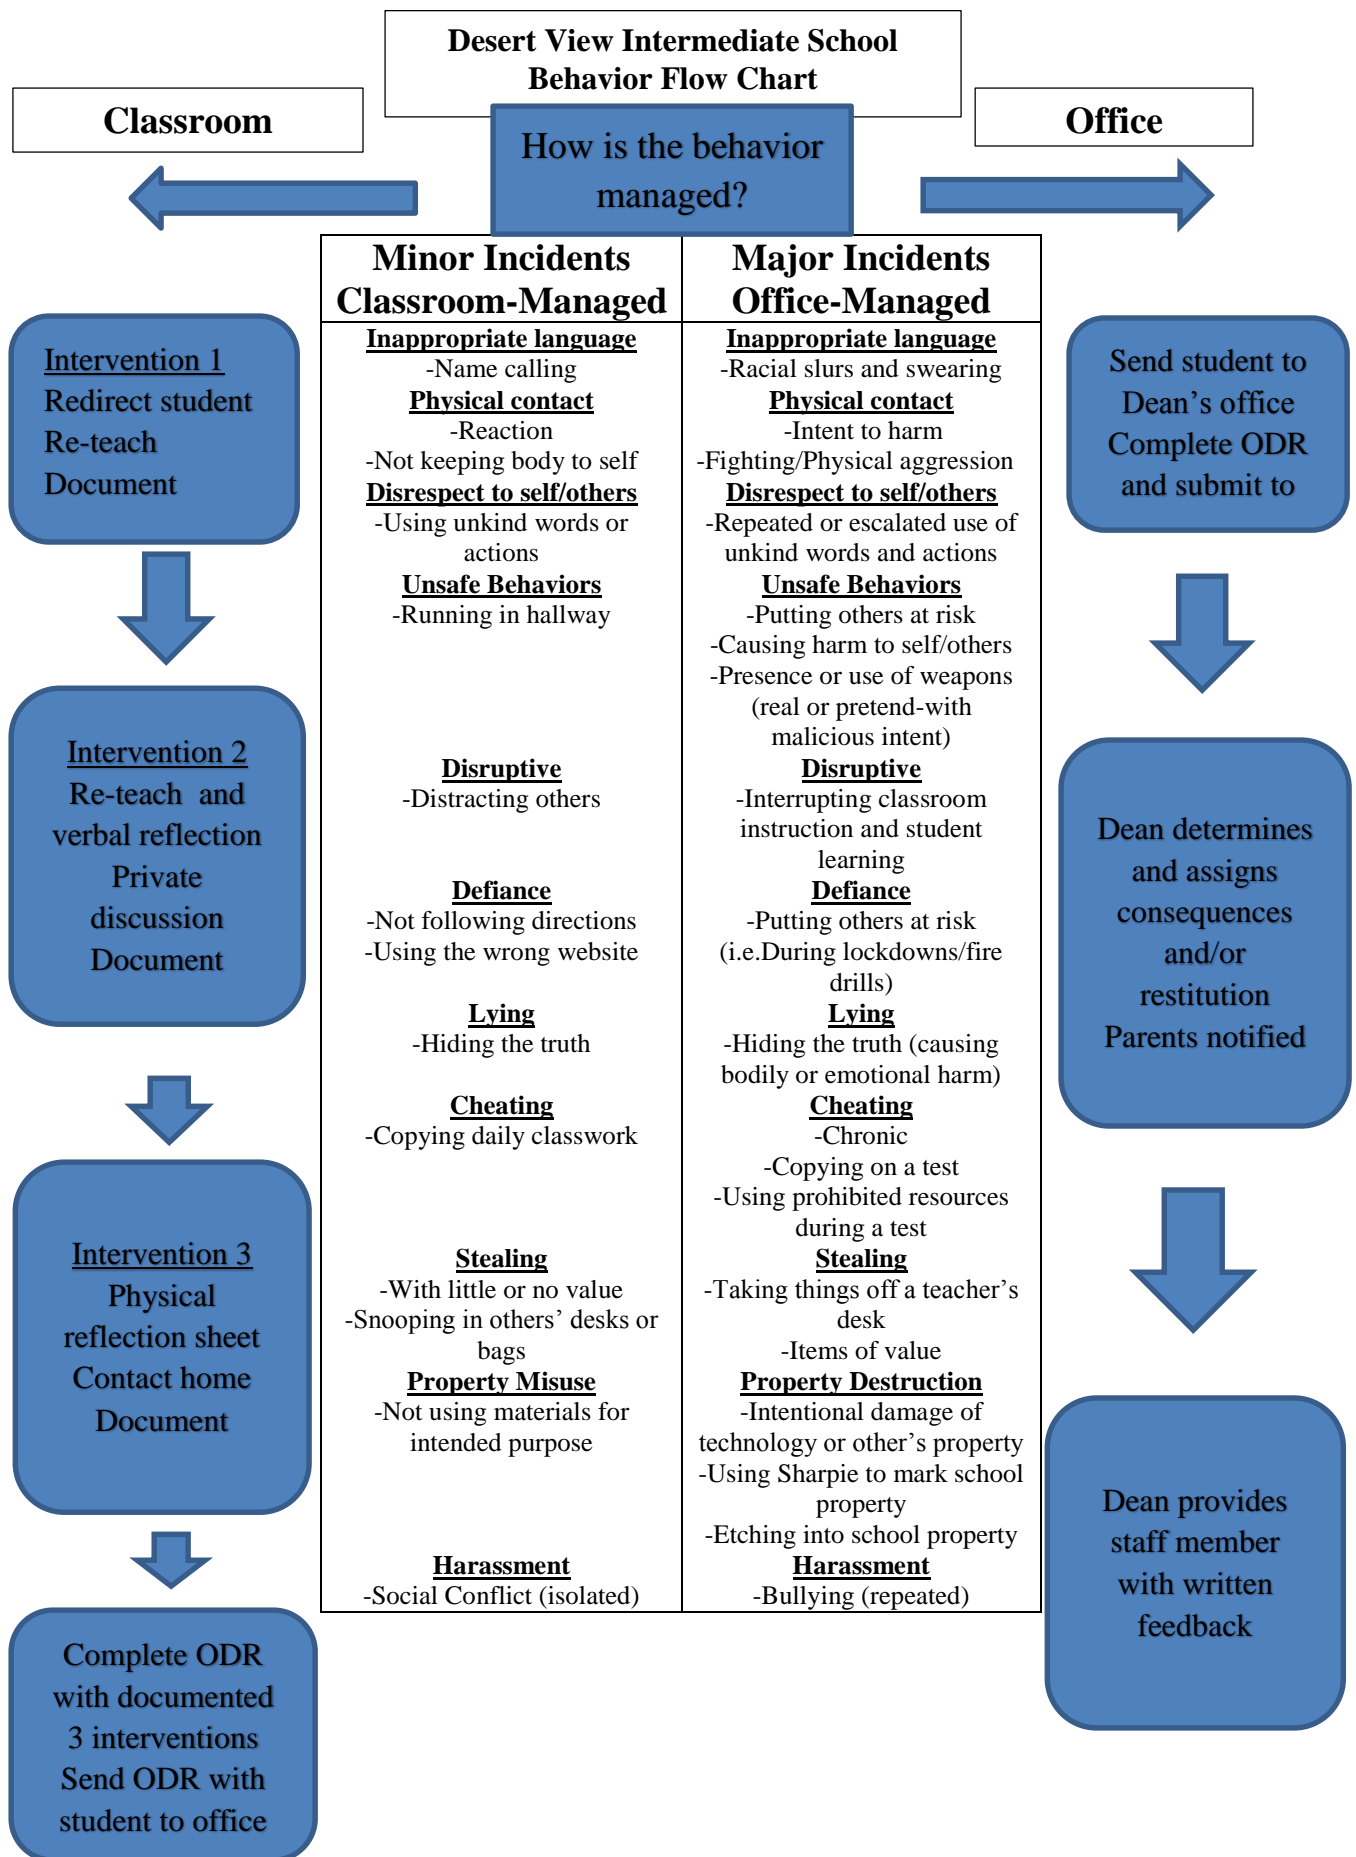 Desert View Intermediate School
Behavior Flow Chart
Classroom
Office
How is the behavior
managed?
Intervention 1
Redirect student
Re-teach
Document
Intervention 2
Re-teach and
verbal reflection
Private
discussion
Document
Intervention 3
Physical
reflection sheet
Contact home
Document
Complete ODR
with documented
3 interventions
Send ODR with
student to office
Minor Incidents
Classroom-Managed
Inappropriate language
-Name calling
Physical contact
-Reaction
-Not keeping body to self
Disrespect to self/others
-Using unkind words or
actions
Unsafe Behaviors
-Running in hallway
Disruptive
-Distracting others
Defiance
-Not following directions
-Using the wrong website
Lying
-Hiding the truth
Cheating
-Copying daily classwork
Stealing
-With little or no value
-Snooping in others’ desks or
bags
Property Misuse
-Not using materials for
intended purpose
Harassment
-Social Conflict (isolated)
Major Incidents
Office-Managed
Inappropriate language
-Racial slurs and swearing
Physical contact
-Intent to harm
-Fighting/Physical aggression
Disrespect to self/others
-Repeated or escalated use of
unkind words and actions
Unsafe Behaviors
-Putting others at risk
-Causing harm to self/others
-Presence or use of weapons
(real or pretend-with
malicious intent)
Disruptive
-Interrupting classroom
instruction and student
learning
Defiance
-Putting others at risk
(i.e.During lockdowns/fire
drills)
Lying
-Hiding the truth (causing
bodily or emotional harm)
Cheating
-Chronic
-Copying on a test
-Using prohibited resources
during a test
Stealing
-Taking things off a teacher’s
desk
-Items of value
Property Destruction
-Intentional damage of
technology or other’s property
-Using Sharpie to mark school
property
-Etching into school property
Harassment
-Bullying (repeated)
Send student to
Dean’s office
Complete ODR
and submit to
Dean determines
and assigns
consequences
and/or
restitution
Parents notified
Dean provides
staff member
with written
feedback